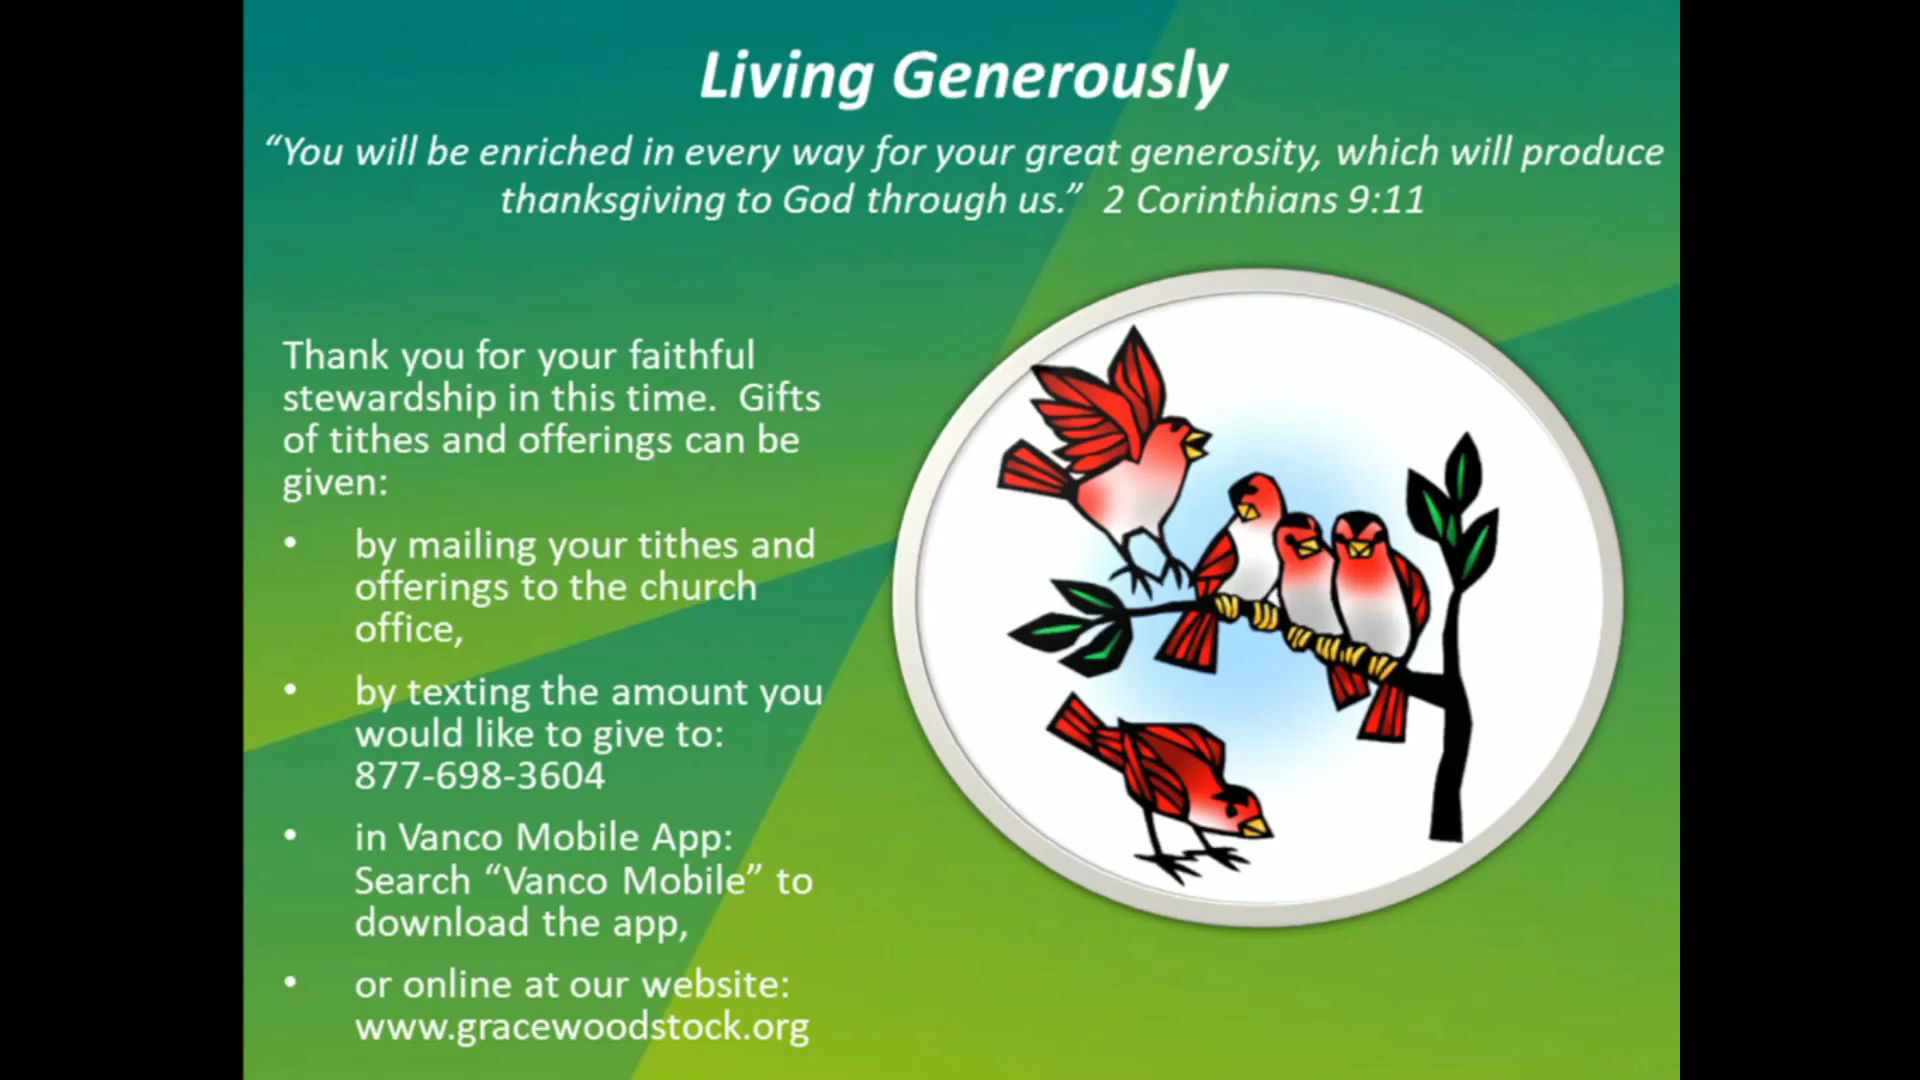 Living Generously
“You will be enriched in every way for your great generosity, which will produce
thanksgiving to God through us.”  2 Corinthians 9:11
Thank you for your faithful
stewardship in this time.  Gifts
of tithes and offerings can be
given:
• by mailing your tithes and
offerings to the church
office,
• by texting the amount you
would like to give to:
877-698-3604
• in Vanco Mobile App:
Search “Vanco Mobile” to
download the app,
• or online at our website:
www.gracewoodstock.org